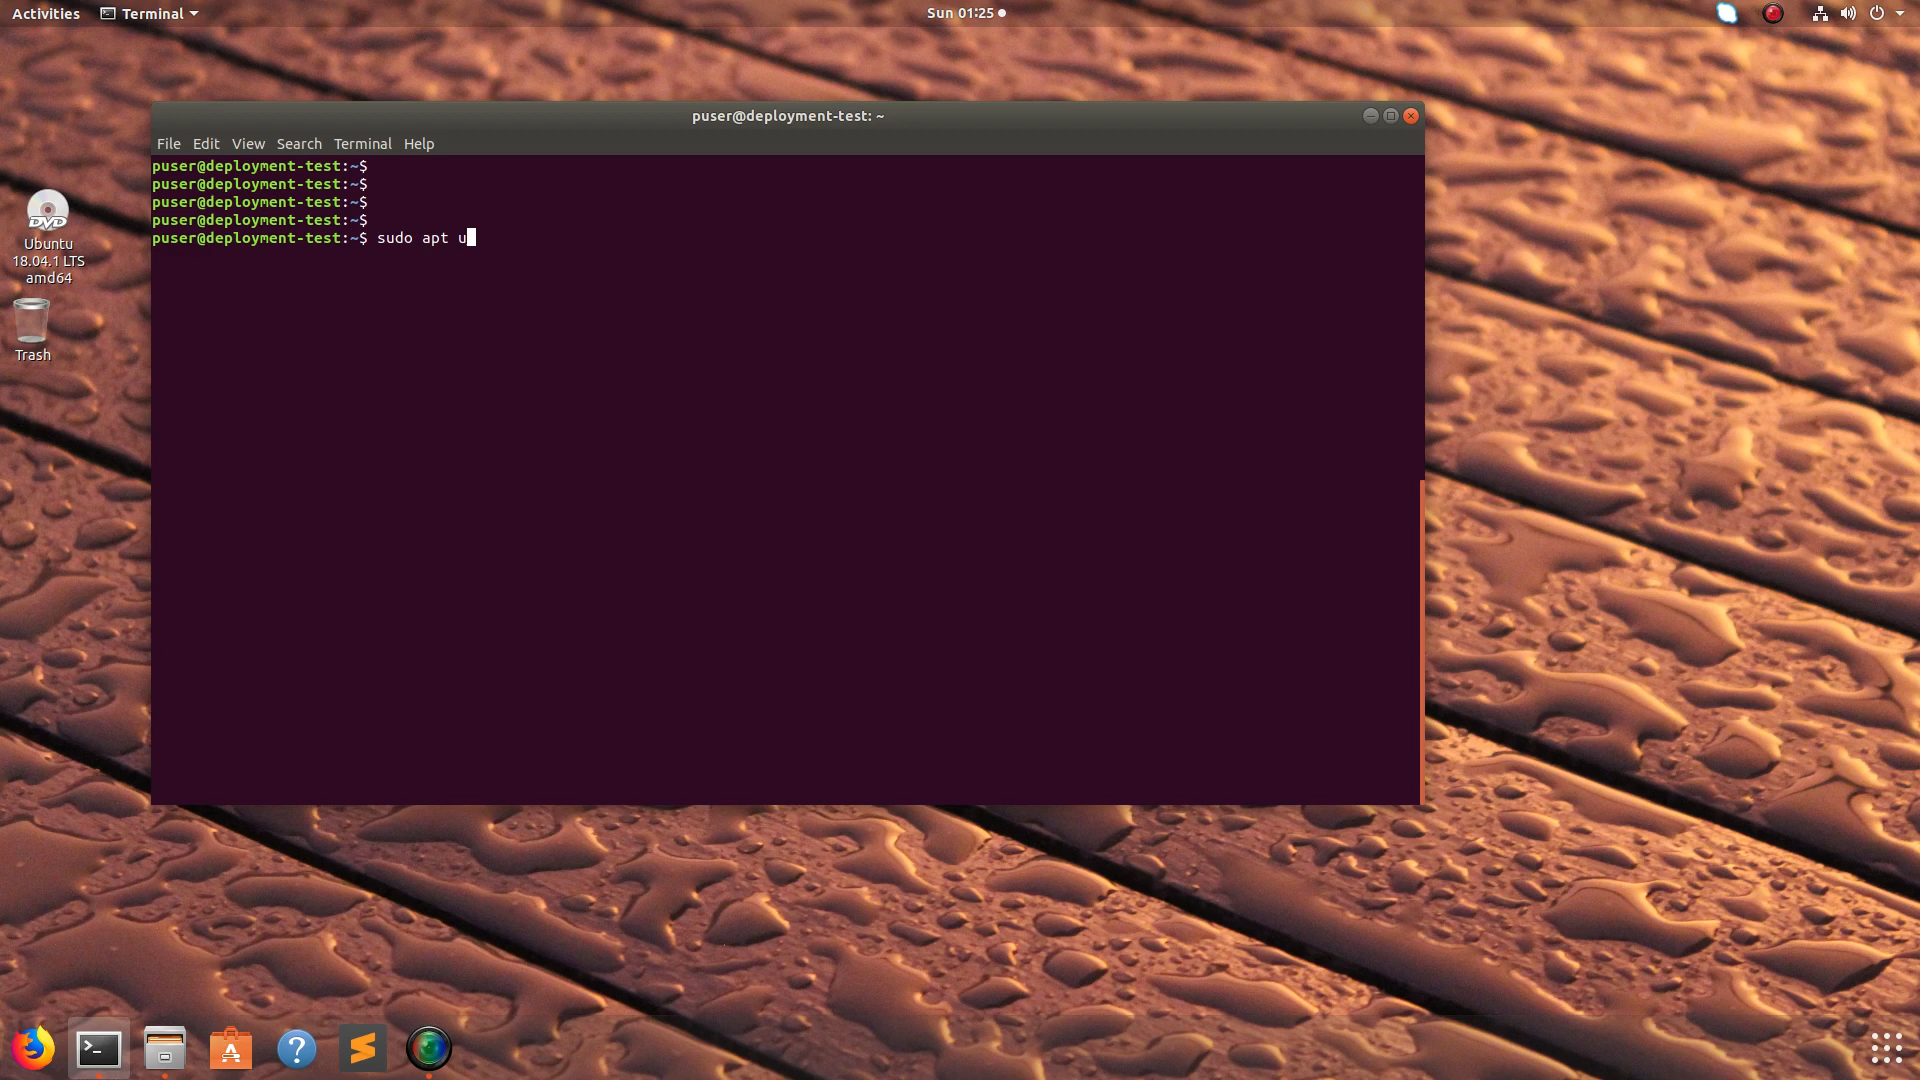 Activities Terminal Sun 01:25
puser@deployment-test: ~
File Edit View Search Terminal Help
puser@deployment-test:~$
puser@deployment-test:~$
puser@deployment-test:~$
puser@deployment-test:~$
puser@deployment-test:~$ sudo apt u
DVD
Ubuntu
18.04.1 LTS
amd64
Trash